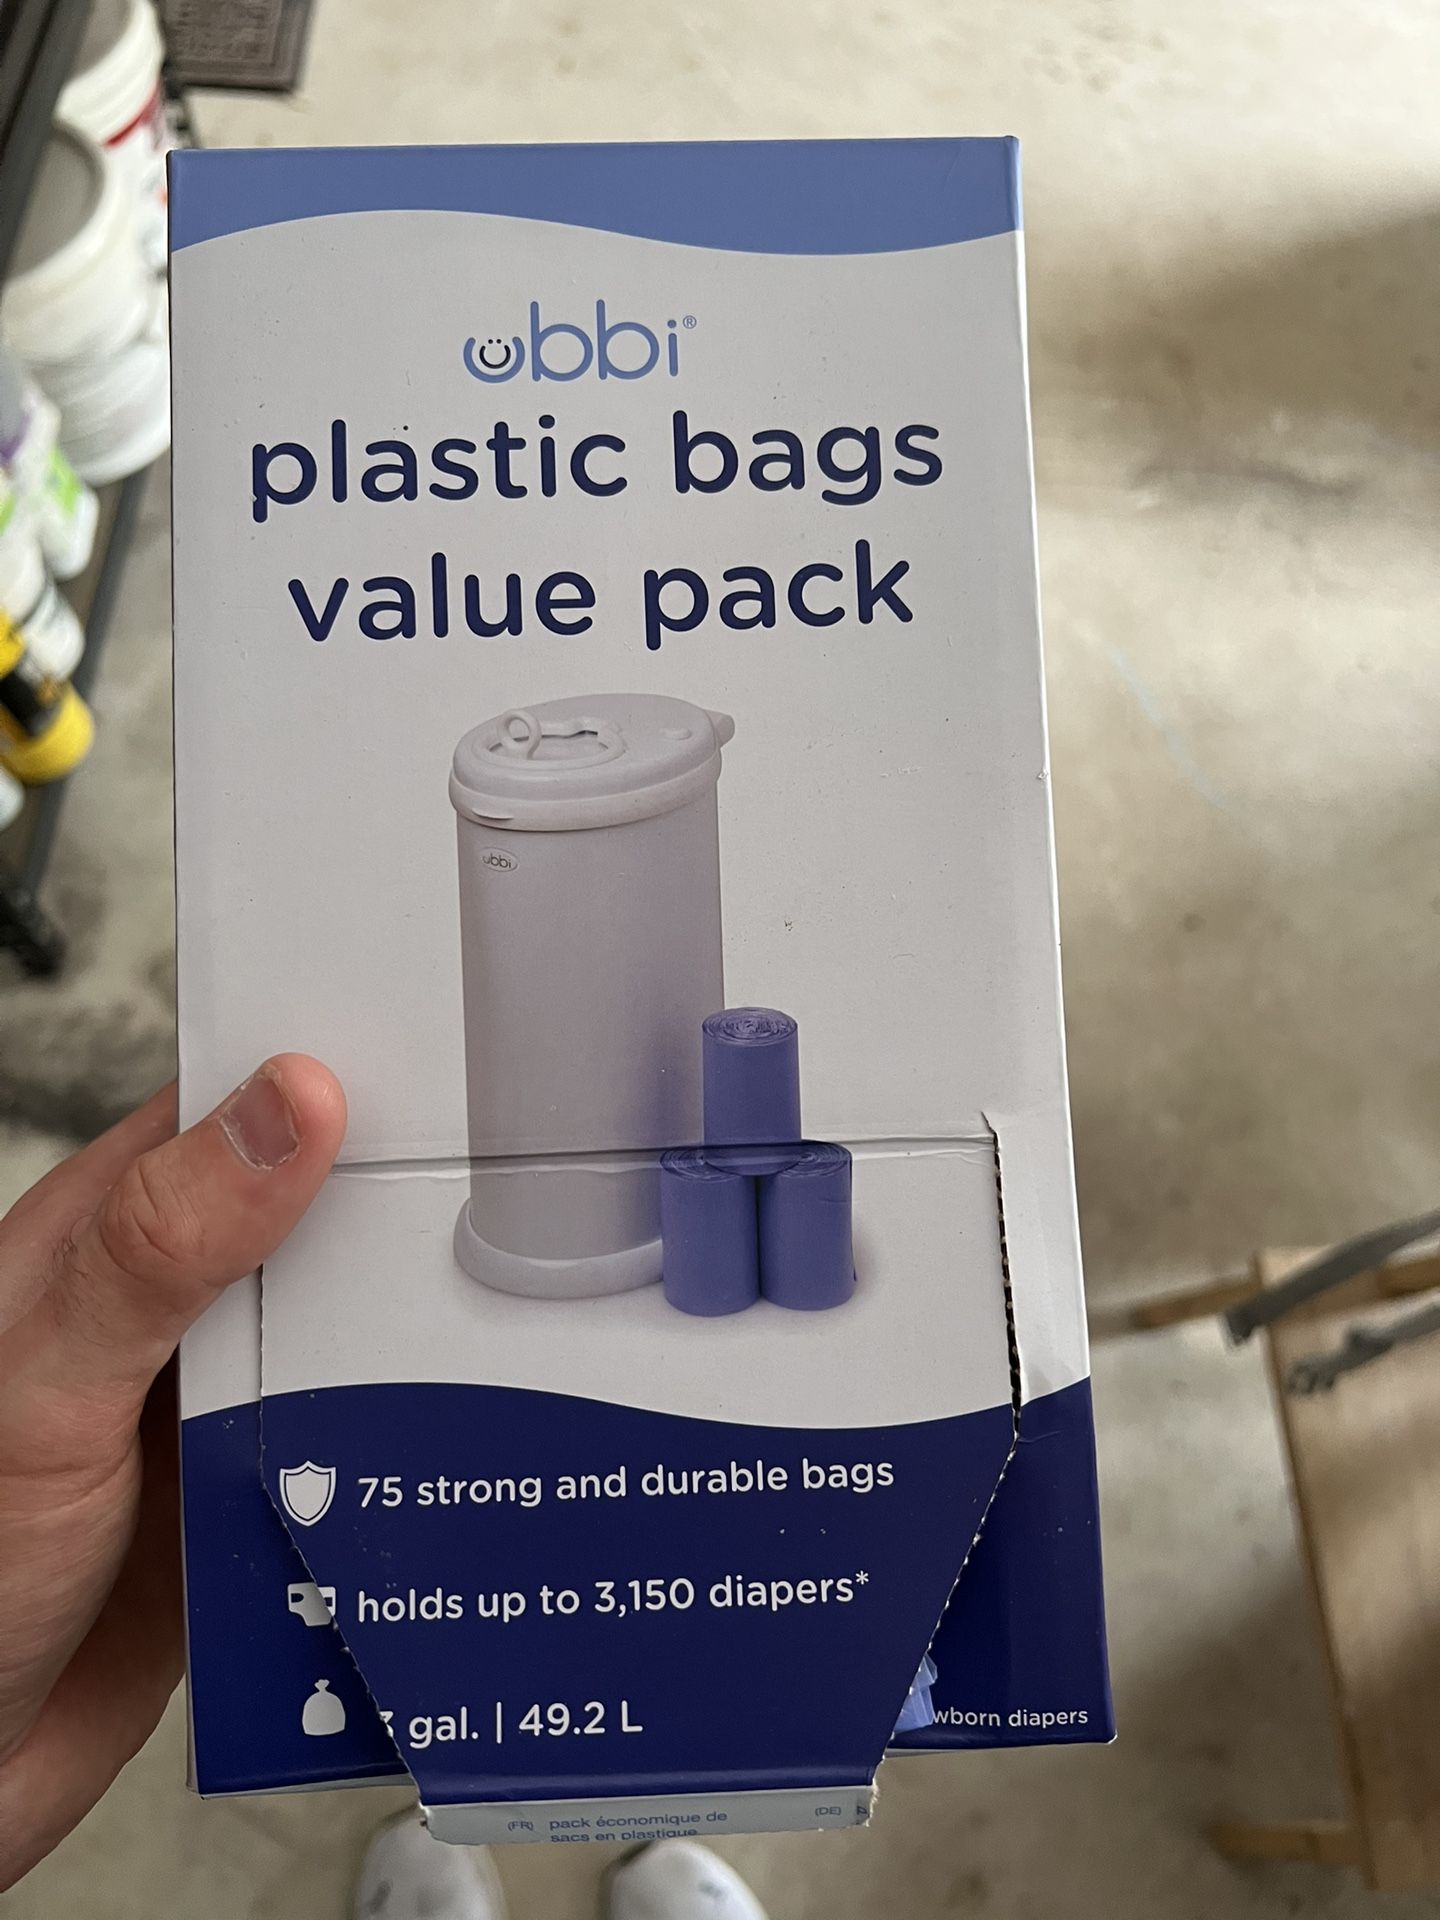 ubbi®
plastic bags
value pack
ubbi
75 strong and durable bags
holds up to 3,150 diapers*
gal. | 49.2 L
wborn diapers
(FR) pack économique de
sacs en plastique
(DE)